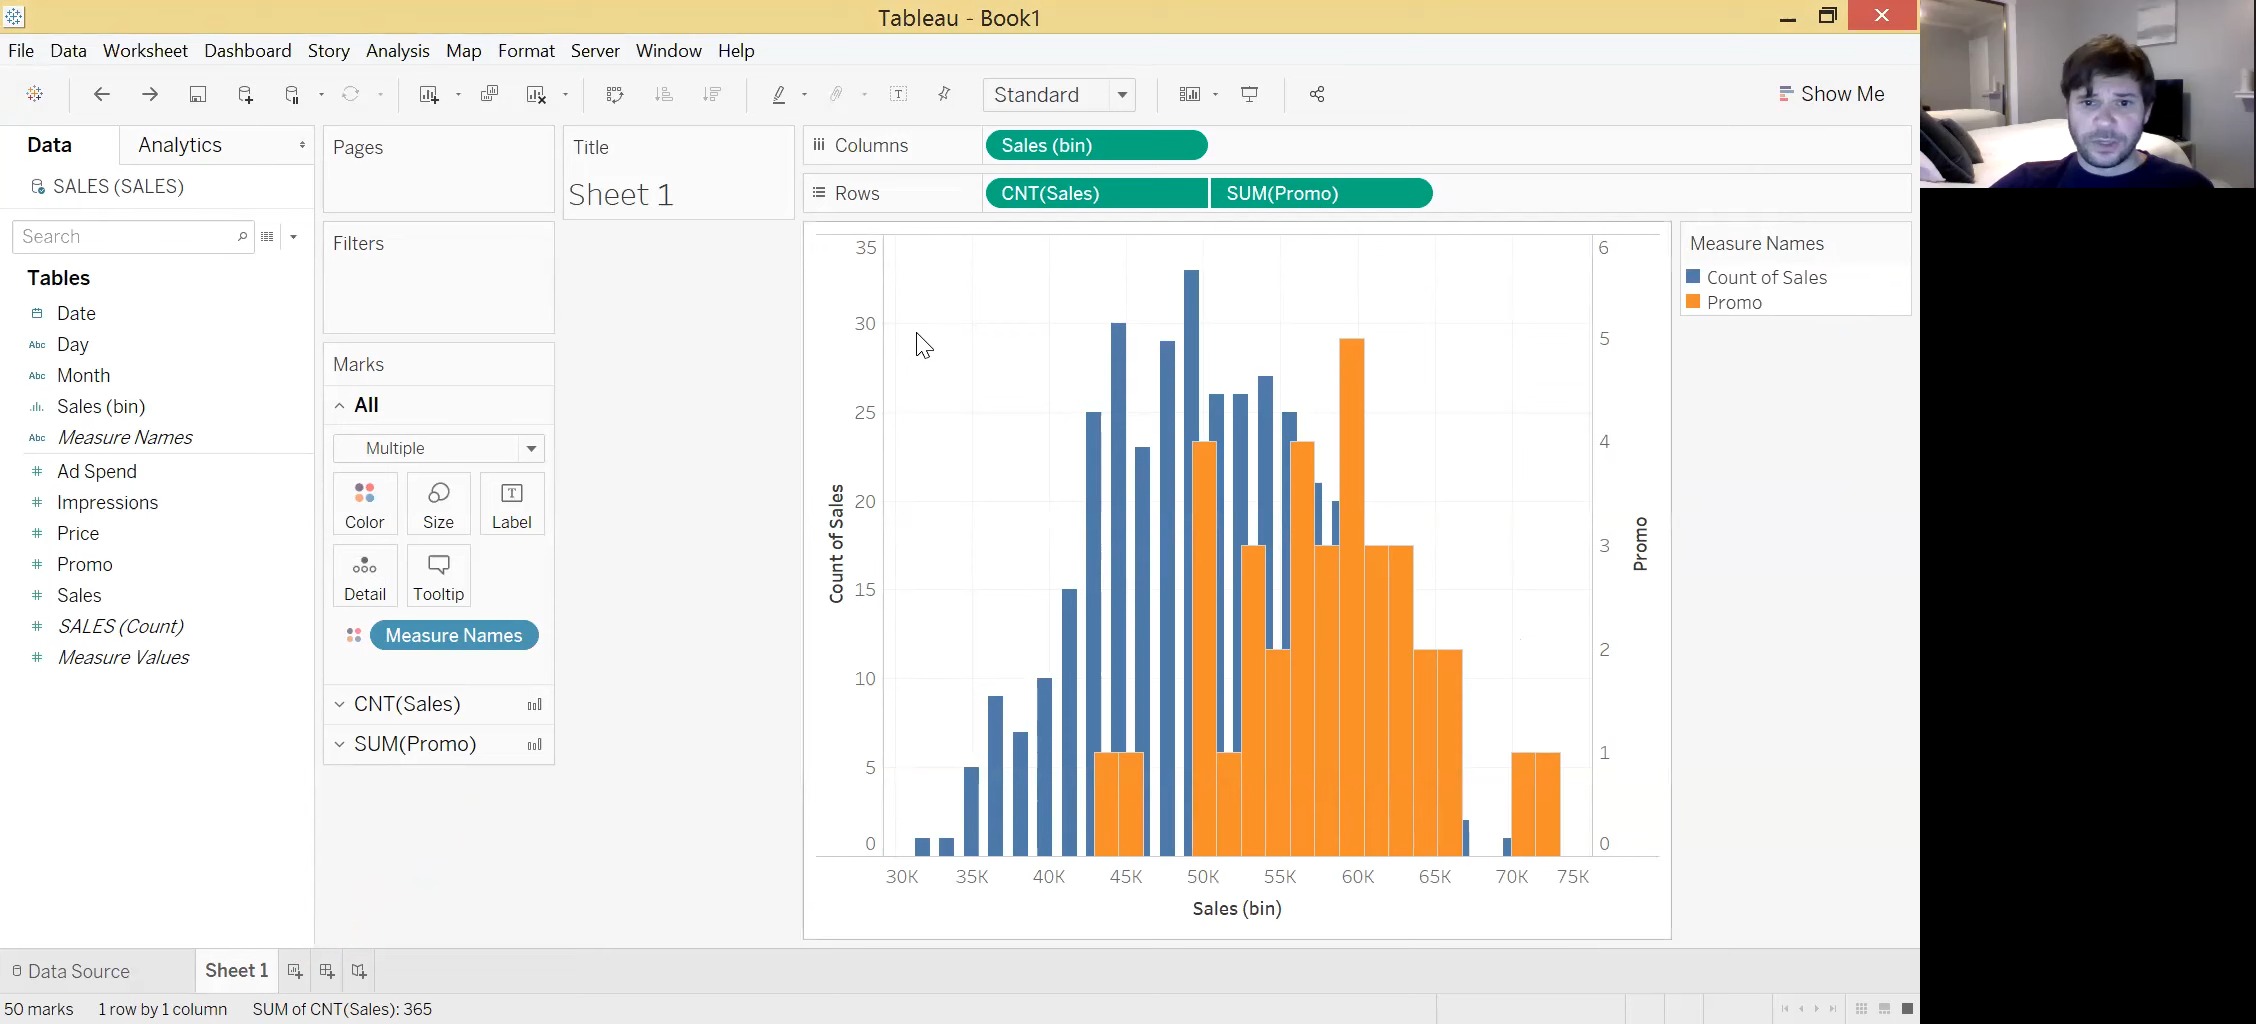 Tableau - Book1
File Data Worksheet Dashboard Story Analysis Map Format Server Window Help
Standard
Show Me
Data
Analytics
SALES (SALES)
Search
Tables
Date
Abc Day
Abc Month
Sales (bin)
Abc Measure Names
# Ad Spend
# Impressions
# Price
# Promo
# Sales
# SALES (Count)
# Measure Values
Pages
Filters
Marks
All
Multiple
Color
Size
Label
Detail
Tooltip
Measure Names
CNT(Sales)
SUM(Promo)
Title
Sheet 1
Columns
Sales (bin)
Rows
CNT(Sales)
SUM(Promo)
35
30
25
20
15
10
5
0
Count of Sales
6
5
4
3
2
1
0
Promo
30K 35K 40K 45K 50K 55K 60K 65K 70K 75K
Sales (bin)
Measure Names
Count of Sales
Promo
Data Source
Sheet 1
50 marks 1 row by 1 column SUM of CNT(Sales): 365